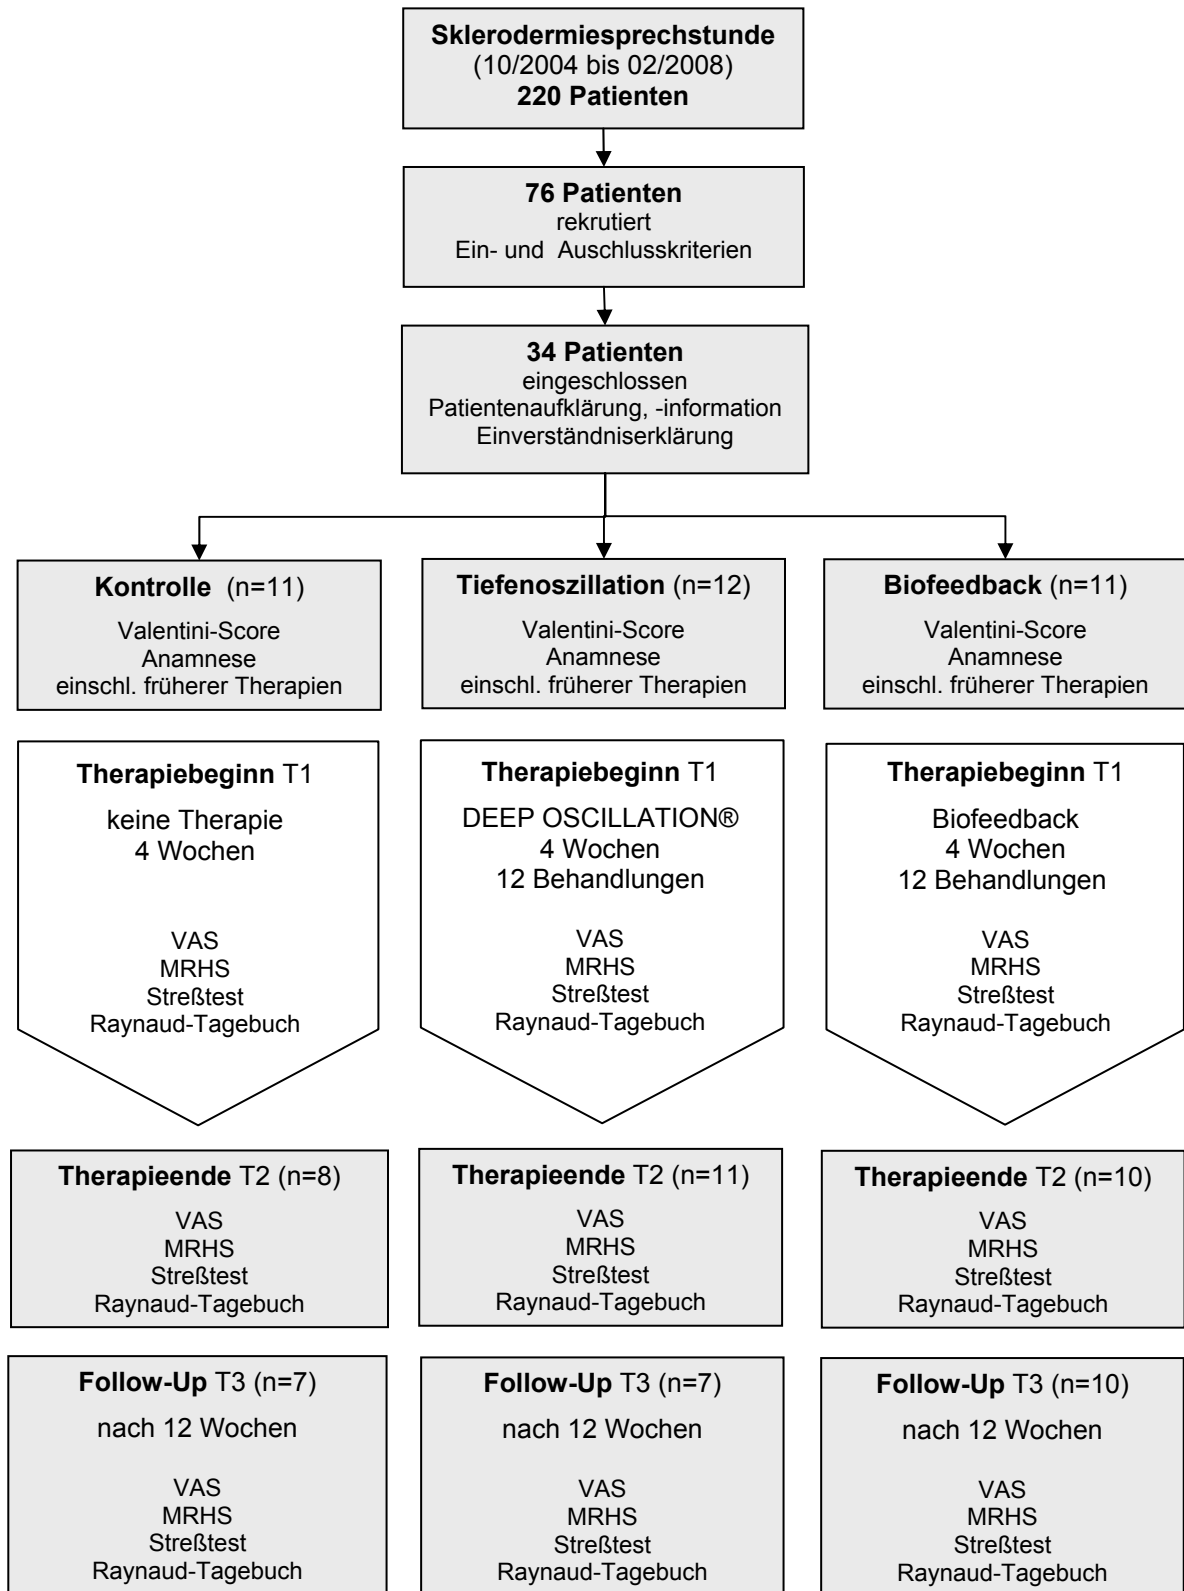 Sklerodermiesprechstunde
(10/2004 bis 02/2008)
220 Patienten
76 Patienten
rekrutiert
Ein- und Auschlusskriterien
34 Patienten
eingeschlossen
Patientenaufklärung, -information
Einverständniserklärung
Kontrolle (n=11)
Valentini-Score
Anamnese
einschl. früherer Therapien
Tiefenoszillation (n=12)
Valentini-Score
Anamnese
einschl. früherer Therapien
Biofeedback (n=11)
Valentini-Score
Anamnese
einschl. früherer Therapien
Therapiebeginn T1
keine Therapie
4 Wochen
VAS
MRHS
Streßtest
Raynaud-Tagebuch
Therapiebeginn T1
DEEP OSCILLATION®
4 Wochen
12 Behandlungen
VAS
MRHS
Streßtest
Raynaud-Tagebuch
Therapiebeginn T1
Biofeedback
4 Wochen
12 Behandlungen
VAS
MRHS
Streßtest
Raynaud-Tagebuch
Therapieende T2 (n=8)
VAS
MRHS
Streßtest
Raynaud-Tagebuch
Therapieende T2 (n=11)
VAS
MRHS
Streßtest
Raynaud-Tagebuch
Therapieende T2 (n=10)
VAS
MRHS
Streßtest
Raynaud-Tagebuch
Follow-Up T3 (n=7)
nach 12 Wochen
VAS
MRHS
Streßtest
Raynaud-Tagebuch
Follow-Up T3 (n=7)
nach 12 Wochen
VAS
MRHS
Streßtest
Raynaud-Tagebuch
Follow-Up T3 (n=10)
nach 12 Wochen
VAS
MRHS
Streßtest
Raynaud-Tagebuch